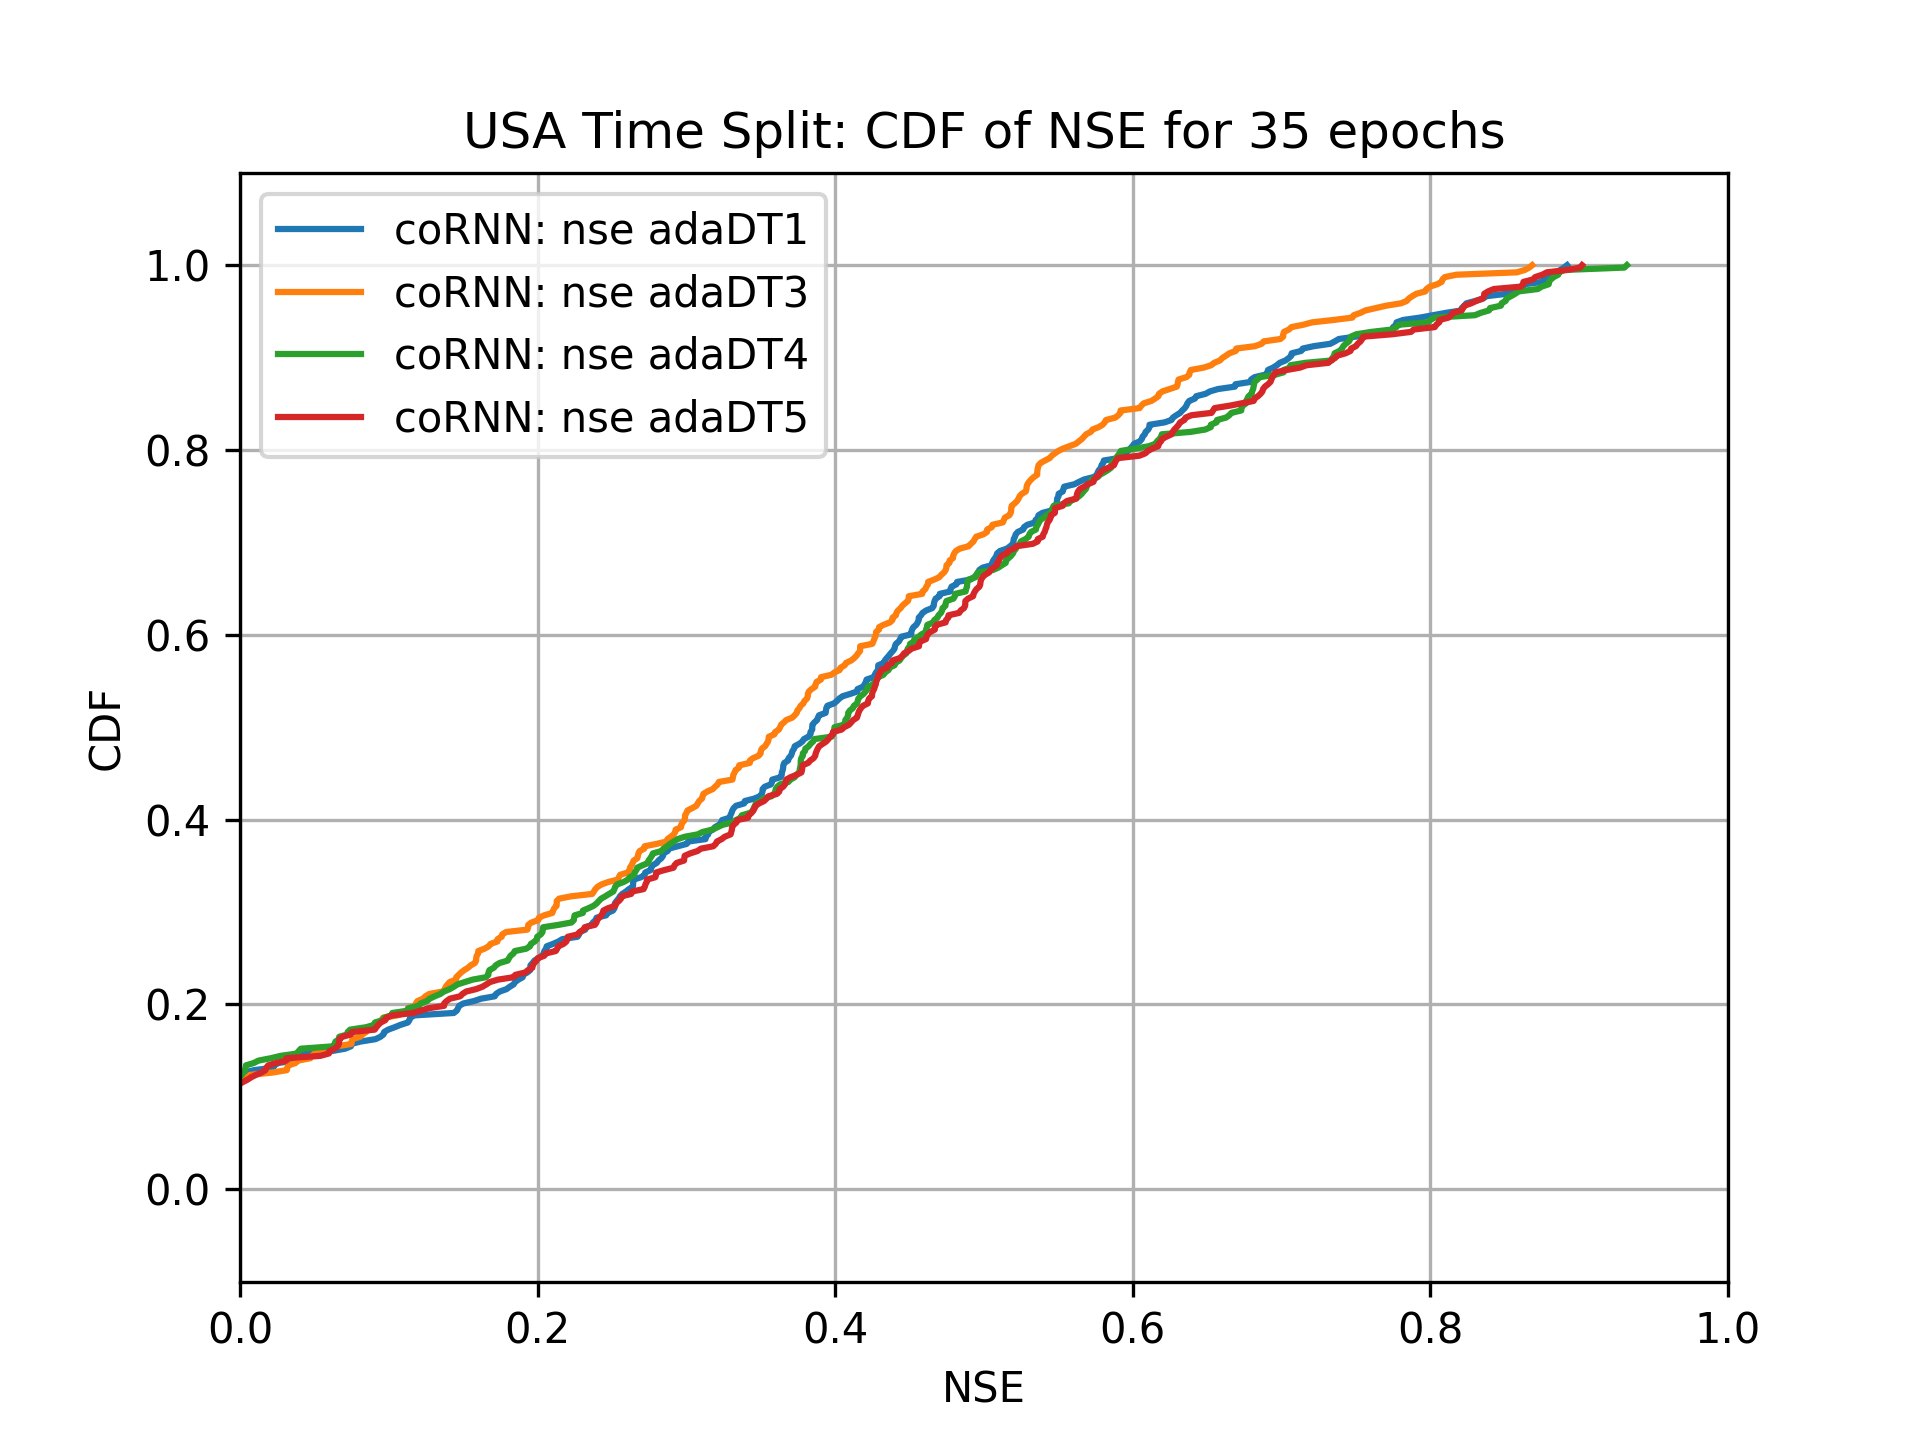 USA Time Split: CDF of NSE for 35 epochs
coRNN: nse adaDT1
coRNN: nse adaDT3
coRNN: nse adaDT4
coRNN: nse adaDT5
1.0
0.8
0.6
0.4
0.2
0.0
CDF
0.0 0.2 0.4 0.6 0.8 1.0
NSE